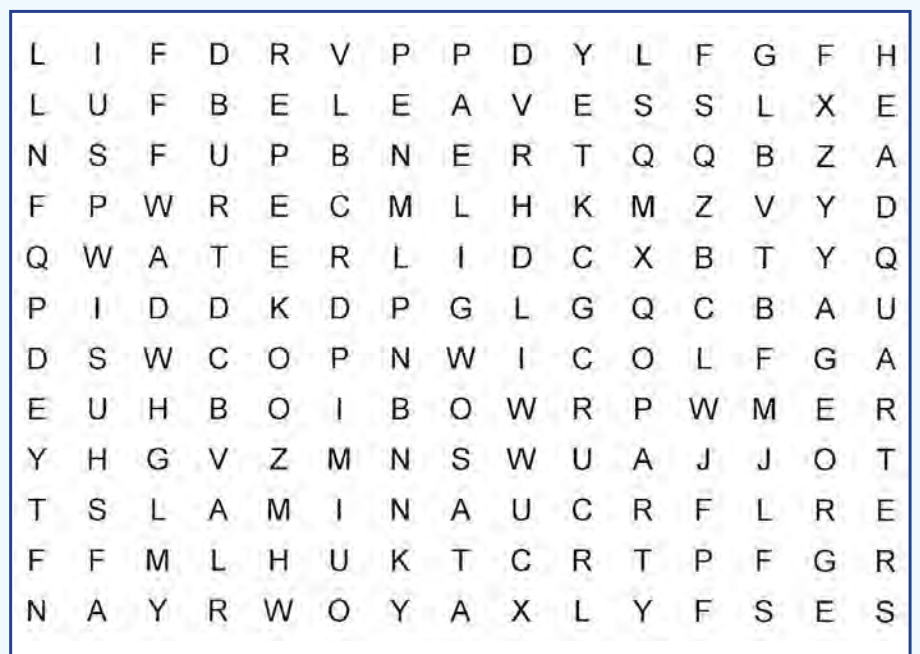 L I F D R V P P D Y L F G F H
L U F B E L E A V E S S L X E
N S F U P B N E R T Q Q B Z A
F P W R E C M L H K M Z V Y D
Q W A T E R L I D C X B T Y Q
P I D D K D P G L G Q C B A U
D S W C O P N W I C O L F G A
E U H B O I B O W R P W M E R
Y H G V Z M N S W U A J J O T
T S L A M I N A U C R F L R E
F F M L H U K T C R T P F G R
N A Y R W O Y A X L Y F S E S